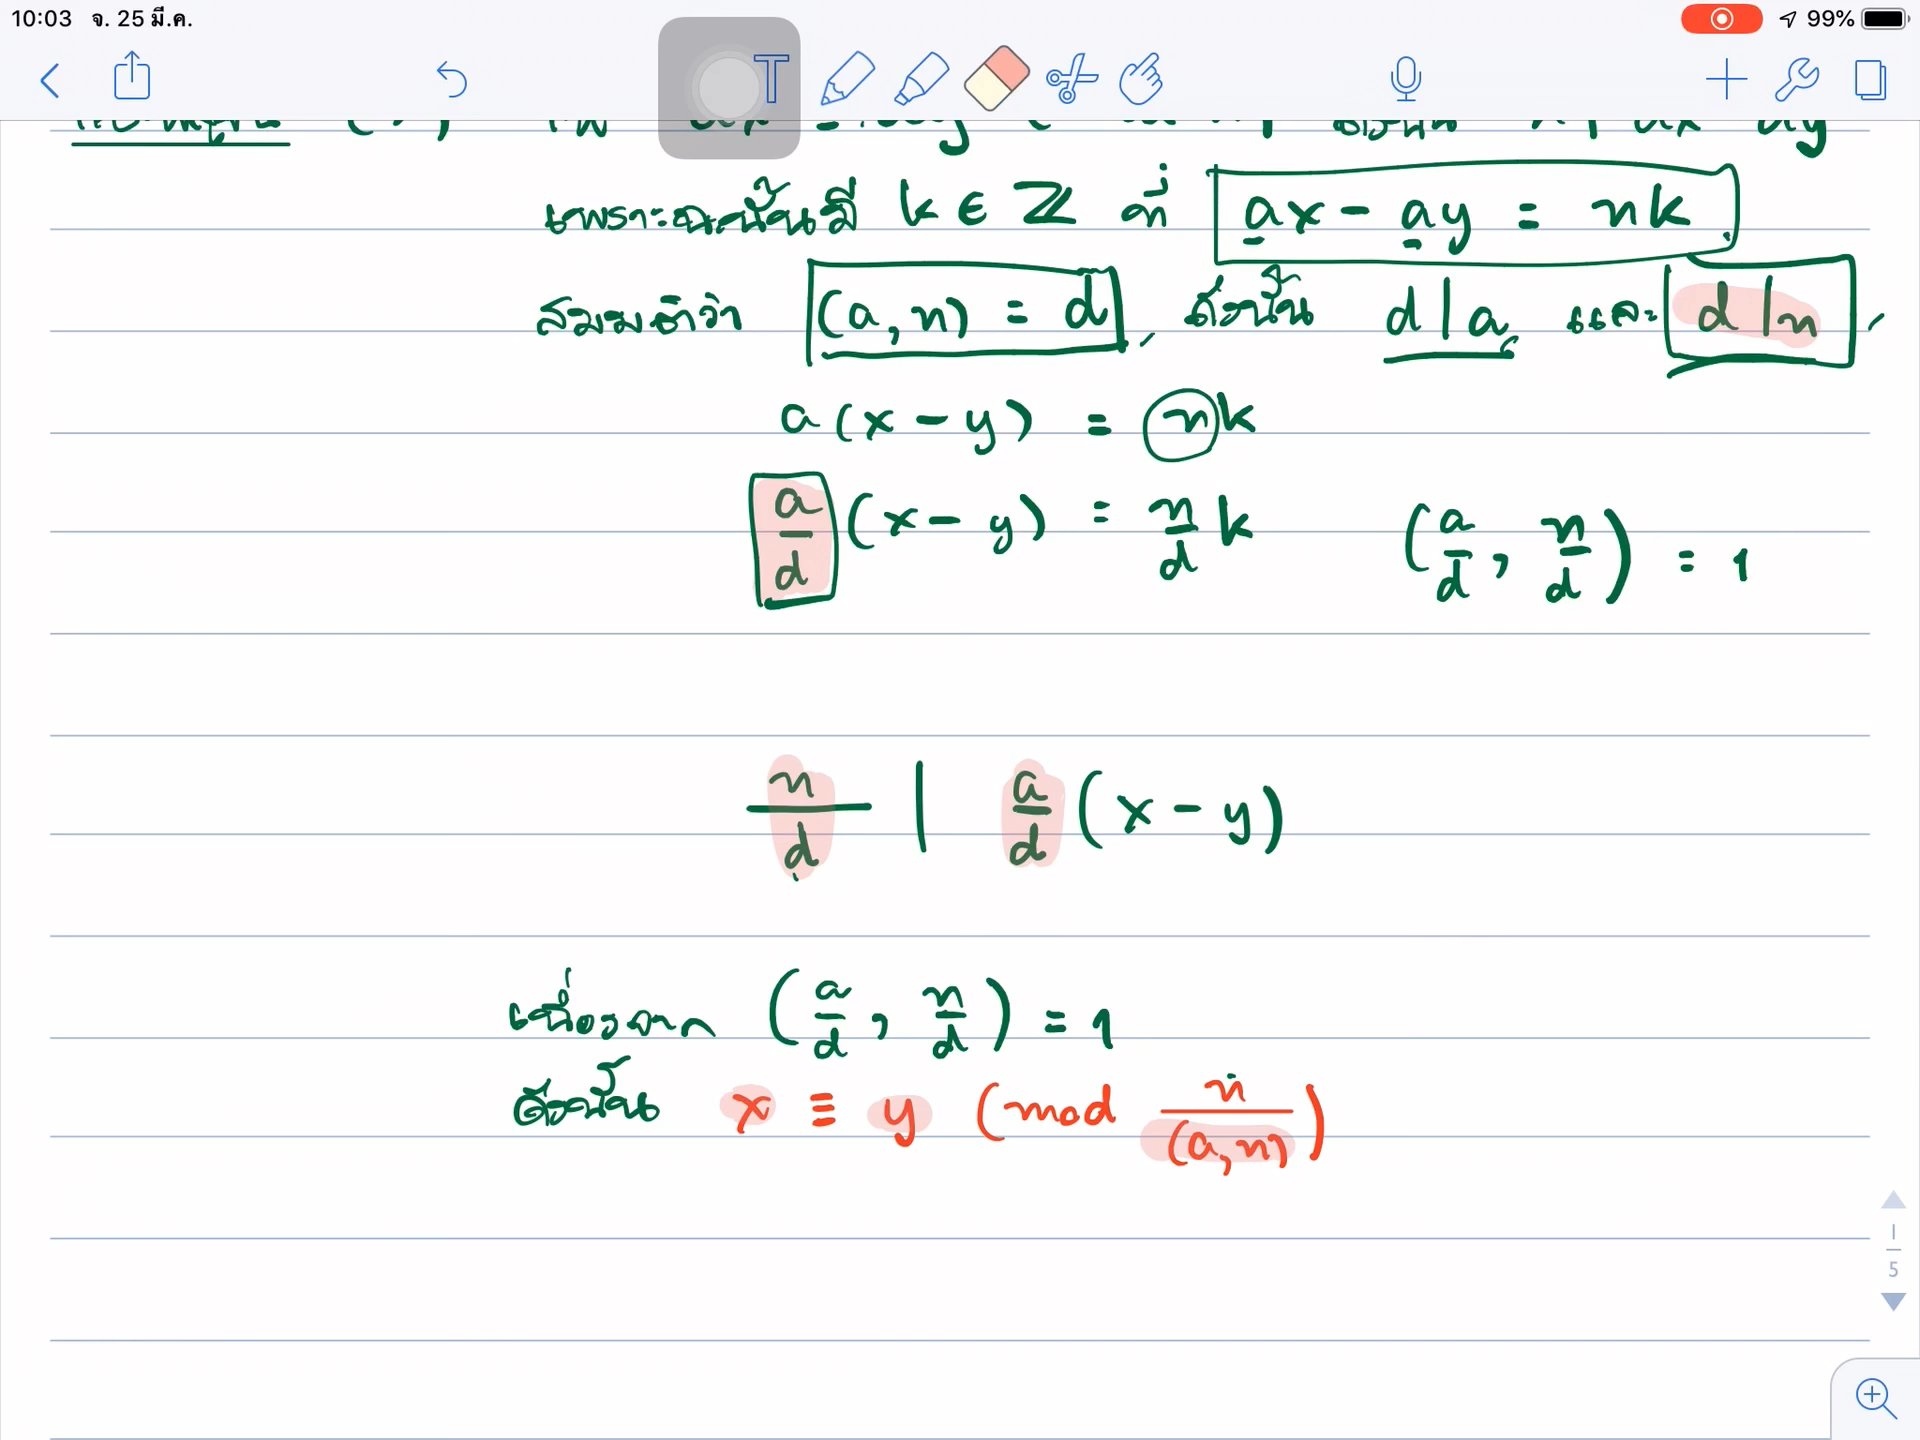 10:03 จ. 25 มี.ค. 99%
T
เพราะฉะนั้นมี k ∈ ℤ ที่ ax - ay = nk
สมมติว่า (a, n) = d, ดังนั้น d | a และ d | n,
a(x - y) = nk
a/d (x - y) = n/d k (a/d, n/d) = 1
n/d | a/d (x - y)
เนื่องจาก (a/d, n/d) = 1
ดังนั้น x ≡ y (mod n/(a,n))
1
5